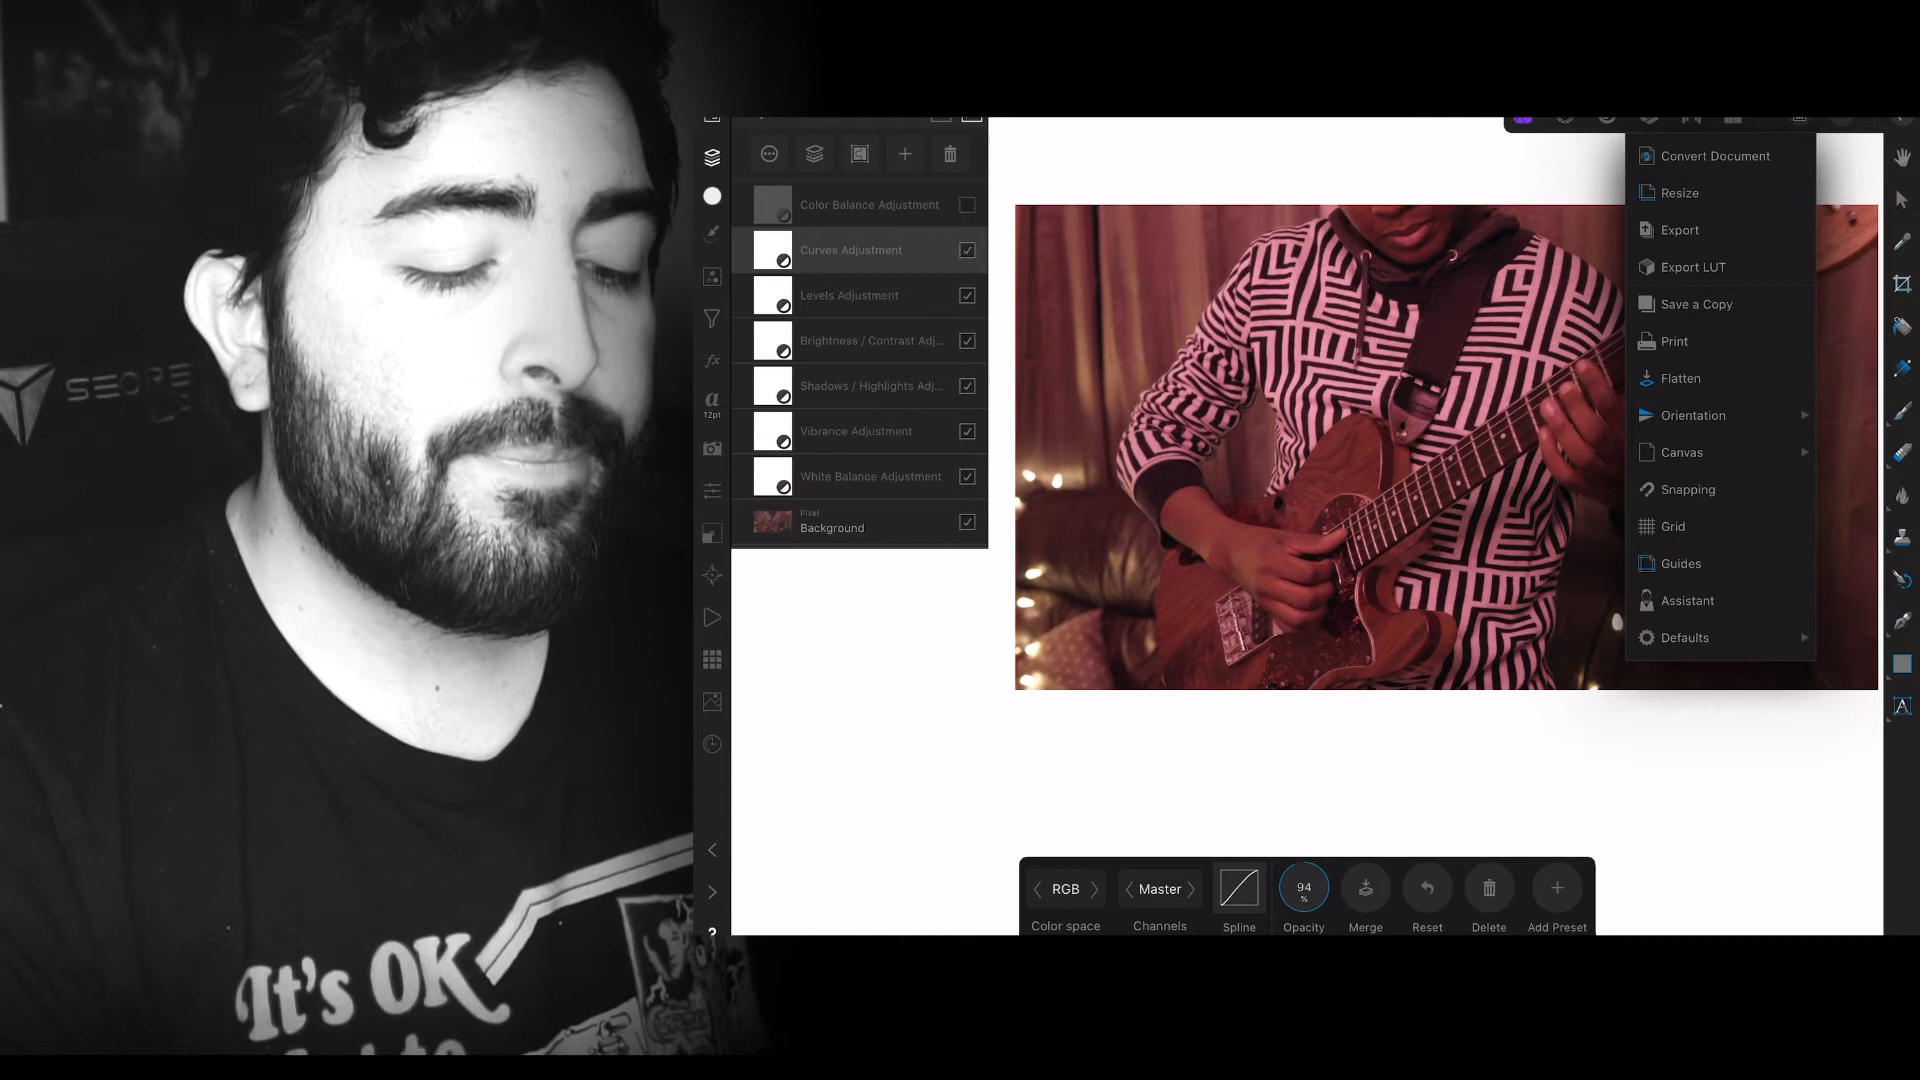 SECRE
It's OK
12pt
Color Balance Adjustment
Curves Adjustment
Levels Adjustment
Brightness / Contrast Adj...
Shadows / Highlights Adj...
Vibrance Adjustment
White Balance Adjustment
Pixel
Background
Convert Document
Resize
Export
Export LUT
Save a Copy
Print
Flatten
Orientation
Canvas
Snapping
Grid
Guides
Assistant
Defaults
RGB
Master
94
%
Color space
Channels
Spline
Opacity
Merge
Reset
Delete
Add Preset